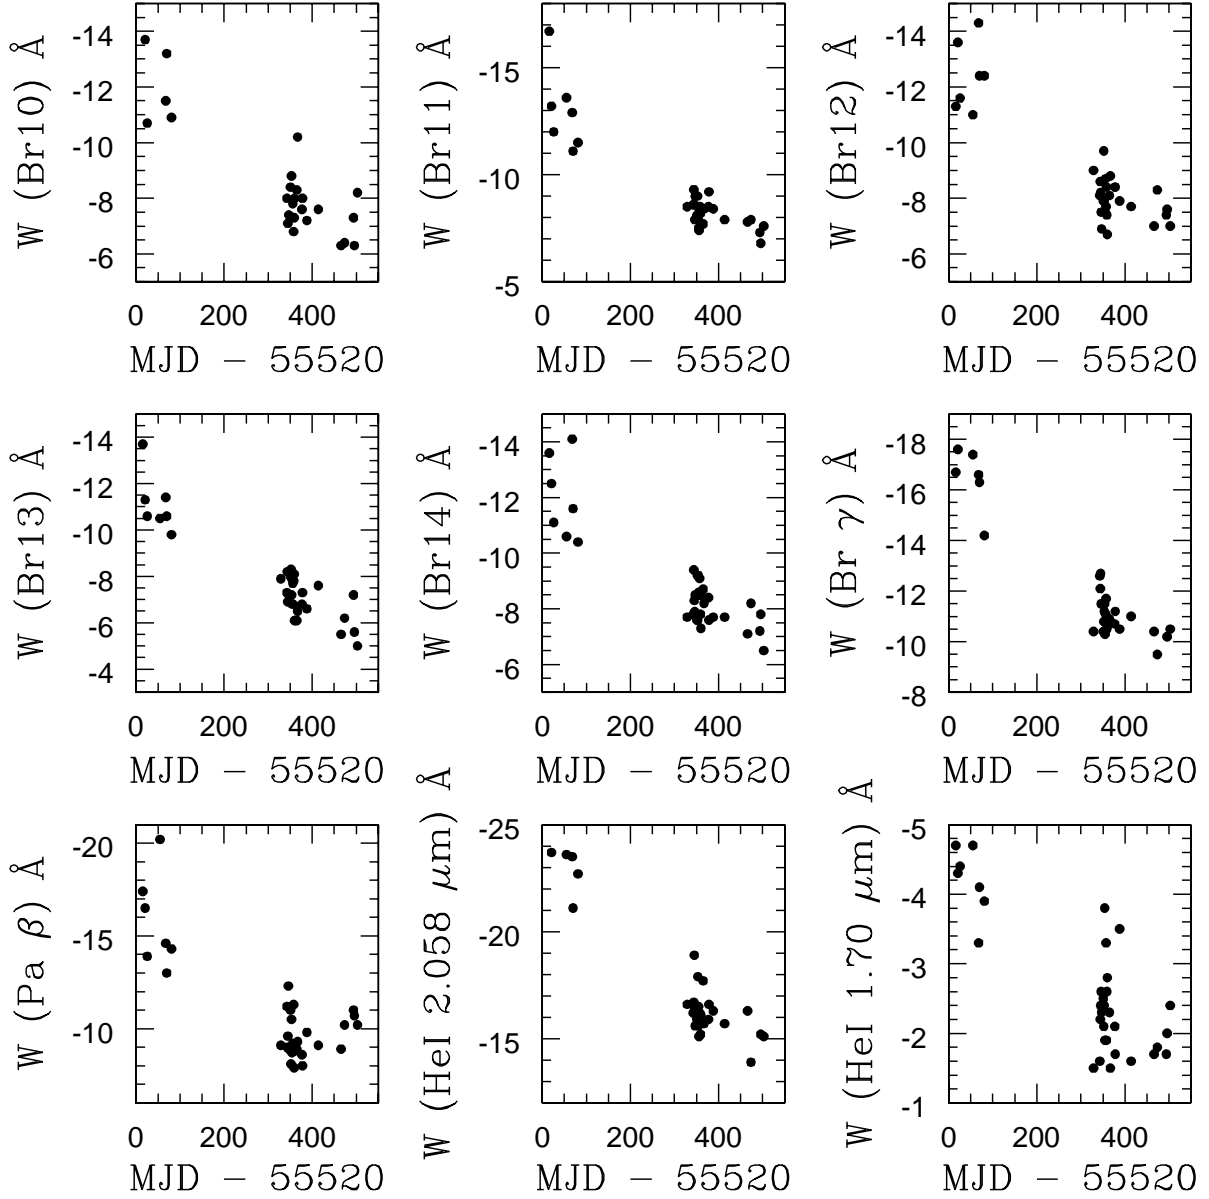 W (Br10) Å
-14
-12
-10
-8
-6
0 200 400
MJD − 55520
W (Br11) Å
-15
-10
-5
0 200 400
MJD − 55520
W (Br12) Å
-14
-12
-10
-8
-6
0 200 400
MJD − 55520
W (Br13) Å
-14
-12
-10
-8
-6
-4
0 200 400
MJD − 55520
W (Br14) Å
-14
-12
-10
-8
-6
0 200 400
MJD − 55520
W (Br γ) Å
-18
-16
-14
-12
-10
-8
0 200 400
MJD − 55520
W (Pa β) Å
-20
-15
-10
0 200 400
MJD − 55520
W (HeI 2.058 μm) Å
-25
-20
-15
0 200 400
MJD − 55520
W (HeI 1.70 μm) Å
-5
-4
-3
-2
-1
0 200 400
MJD − 55520